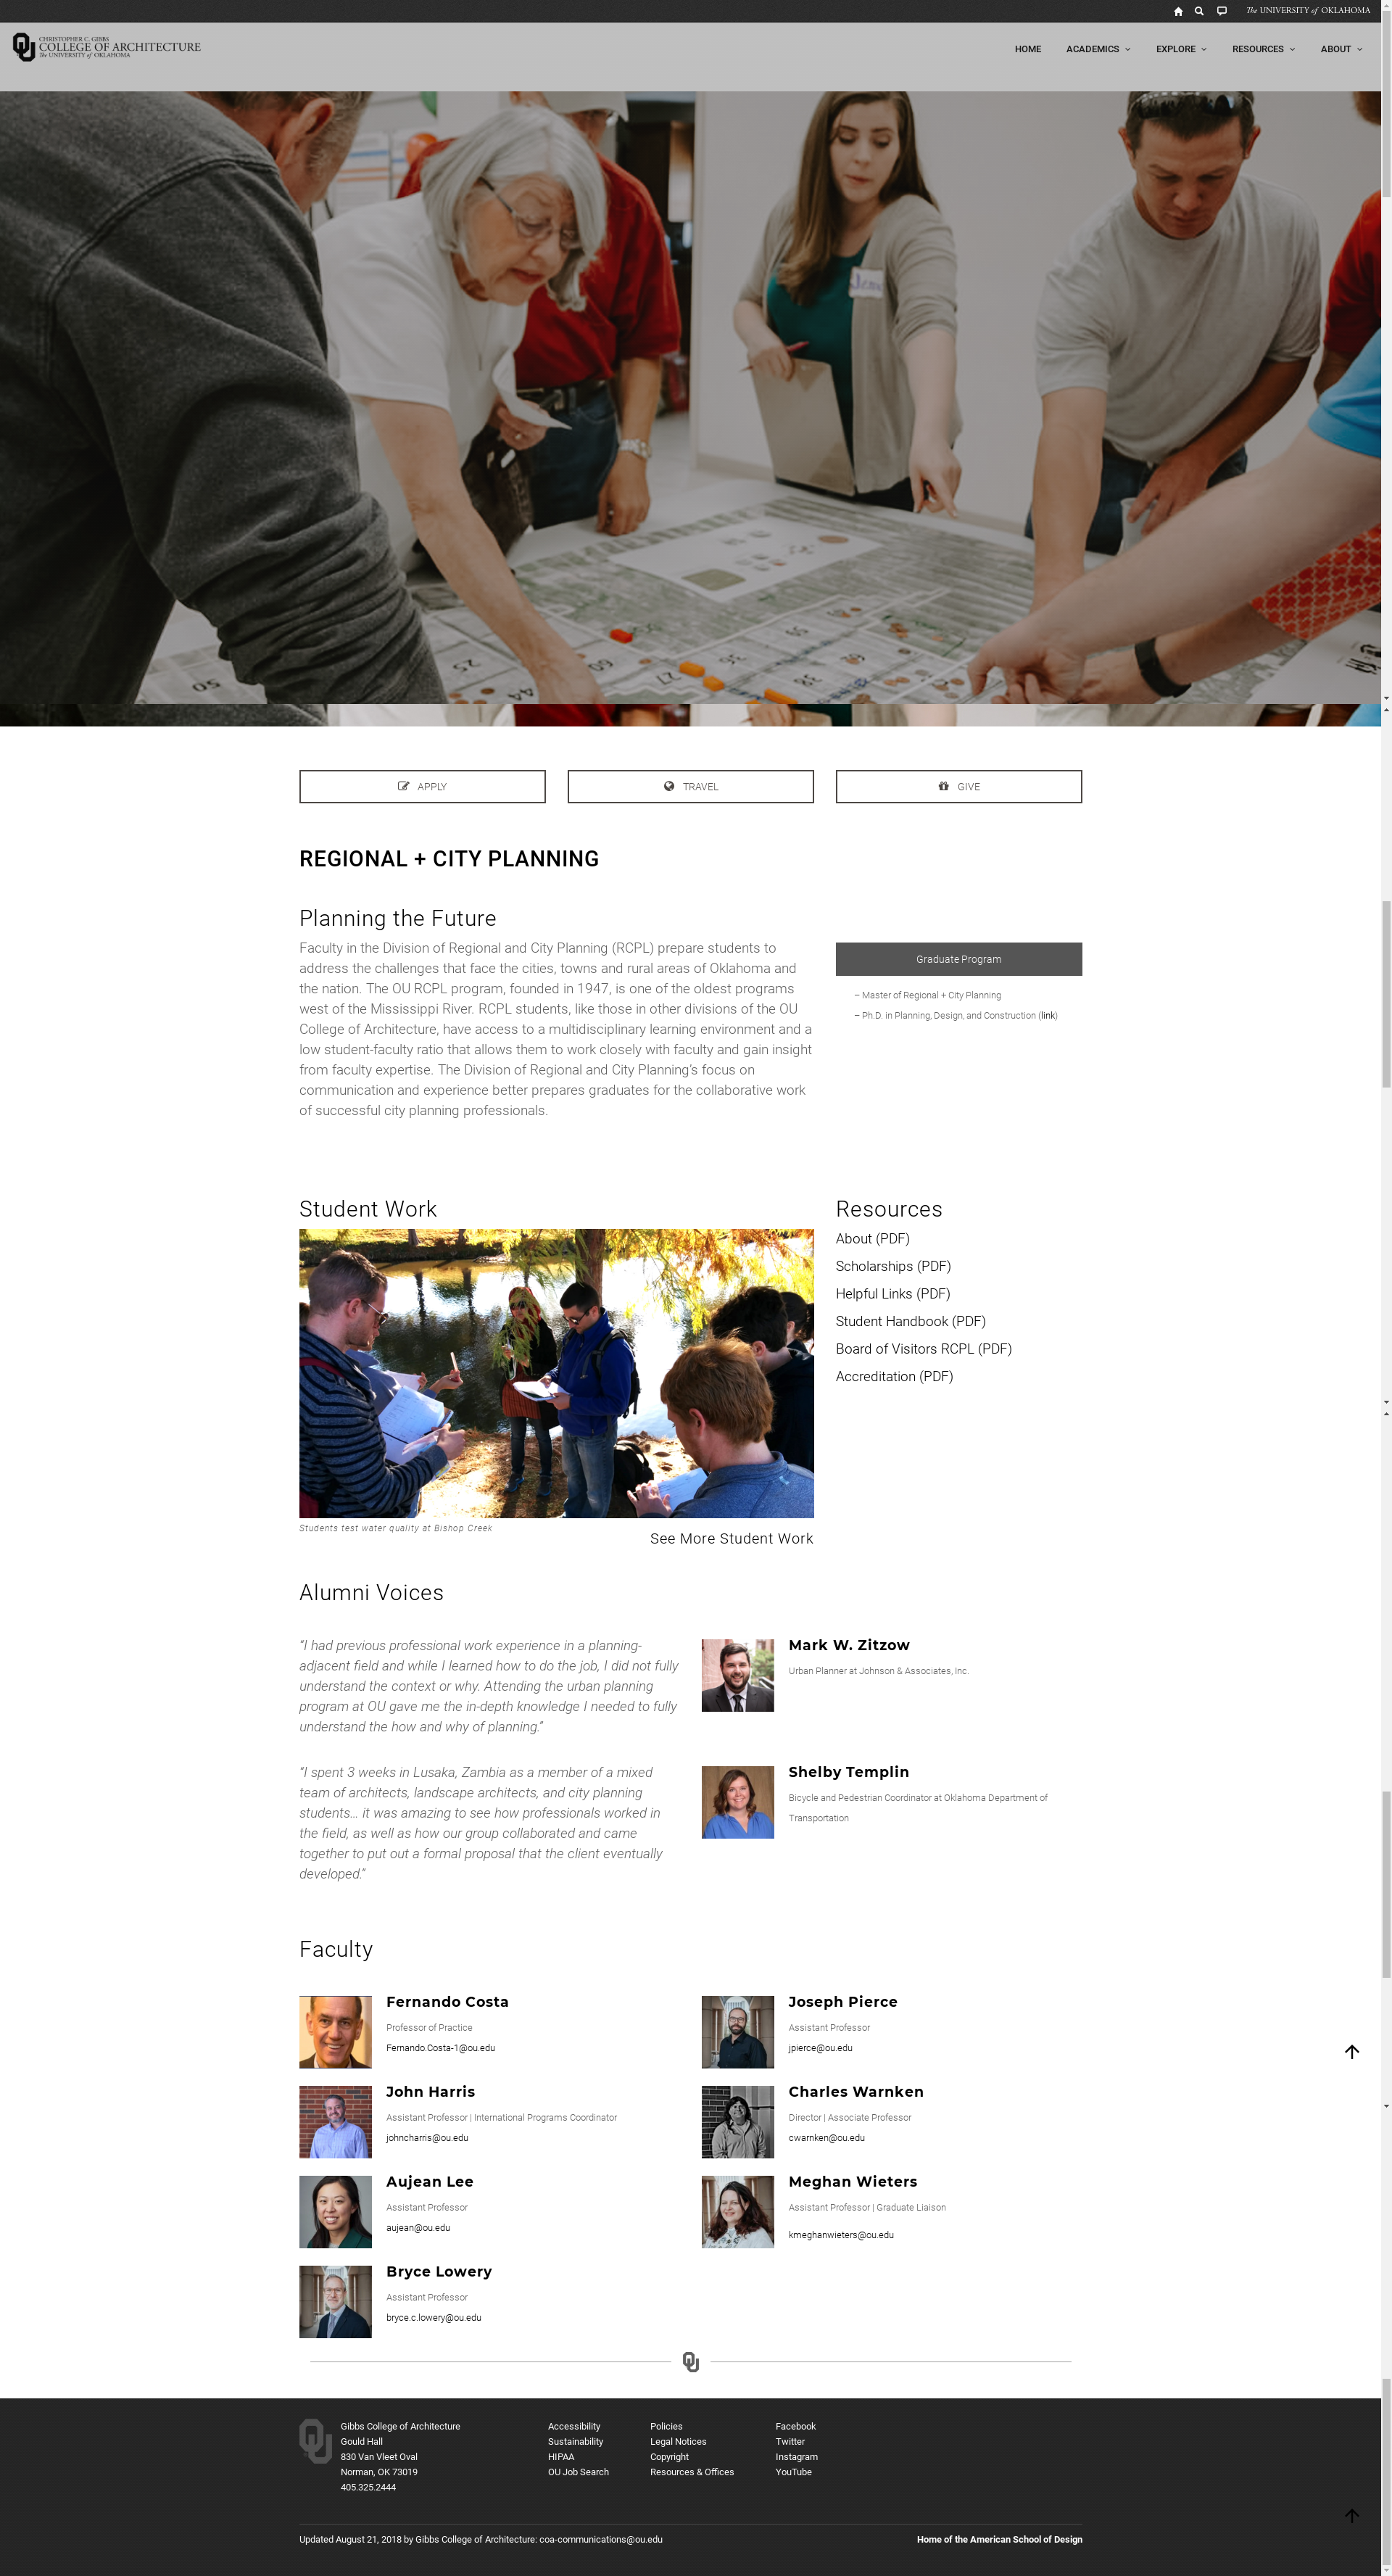 The UNIVERSITY of OKLAHOMA
CHRISTOPHER C. GIBBS
COLLEGE OF ARCHITECTURE
The UNIVERSITY of OKLAHOMA
HOME ACADEMICS EXPLORE RESOURCES ABOUT
APPLY TRAVEL GIVE
REGIONAL + CITY PLANNING
Planning the Future
Faculty in the Division of Regional and City Planning (RCPL) prepare students to
address the challenges that face the cities, towns and rural areas of Oklahoma and
the nation. The OU RCPL program, founded in 1947, is one of the oldest programs
west of the Mississippi River. RCPL students, like those in other divisions of the OU
College of Architecture, have access to a multidisciplinary learning environment and a
low student-faculty ratio that allows them to work closely with faculty and gain insight
from faculty expertise. The Division of Regional and City Planning’s focus on
communication and experience better prepares graduates for the collaborative work
of successful city planning professionals.
Graduate Program
– Master of Regional + City Planning
– Ph.D. in Planning, Design, and Construction (link)
Student Work
Students test water quality at Bishop Creek
See More Student Work
Resources
About (PDF)
Scholarships (PDF)
Helpful Links (PDF)
Student Handbook (PDF)
Board of Visitors RCPL (PDF)
Accreditation (PDF)
Alumni Voices
“I had previous professional work experience in a planning-
adjacent field and while I learned how to do the job, I did not fully
understand the context or why. Attending the urban planning
program at OU gave me the in-depth knowledge I needed to fully
understand the how and why of planning.”
Mark W. Zitzow
Urban Planner at Johnson & Associates, Inc.
“I spent 3 weeks in Lusaka, Zambia as a member of a mixed
team of architects, landscape architects, and city planning
students… it was amazing to see how professionals worked in
the field, as well as how our group collaborated and came
together to put out a formal proposal that the client eventually
developed.”
Shelby Templin
Bicycle and Pedestrian Coordinator at Oklahoma Department of
Transportation
Faculty
Fernando Costa
Professor of Practice
Fernando.Costa-1@ou.edu
Joseph Pierce
Assistant Professor
jpierce@ou.edu
John Harris
Assistant Professor | International Programs Coordinator
johncharris@ou.edu
Charles Warnken
Director | Associate Professor
cwarnken@ou.edu
Aujean Lee
Assistant Professor
aujean@ou.edu
Meghan Wieters
Assistant Professor | Graduate Liaison
kmeghanwieters@ou.edu
Bryce Lowery
Assistant Professor
bryce.c.lowery@ou.edu
Gibbs College of Architecture
Gould Hall
830 Van Vleet Oval
Norman, OK 73019
405.325.2444
Accessibility
Sustainability
HIPAA
OU Job Search
Policies
Legal Notices
Copyright
Resources & Offices
Facebook
Twitter
Instagram
YouTube
Updated August 21, 2018 by Gibbs College of Architecture: coa-communications@ou.edu
Home of the American School of Design